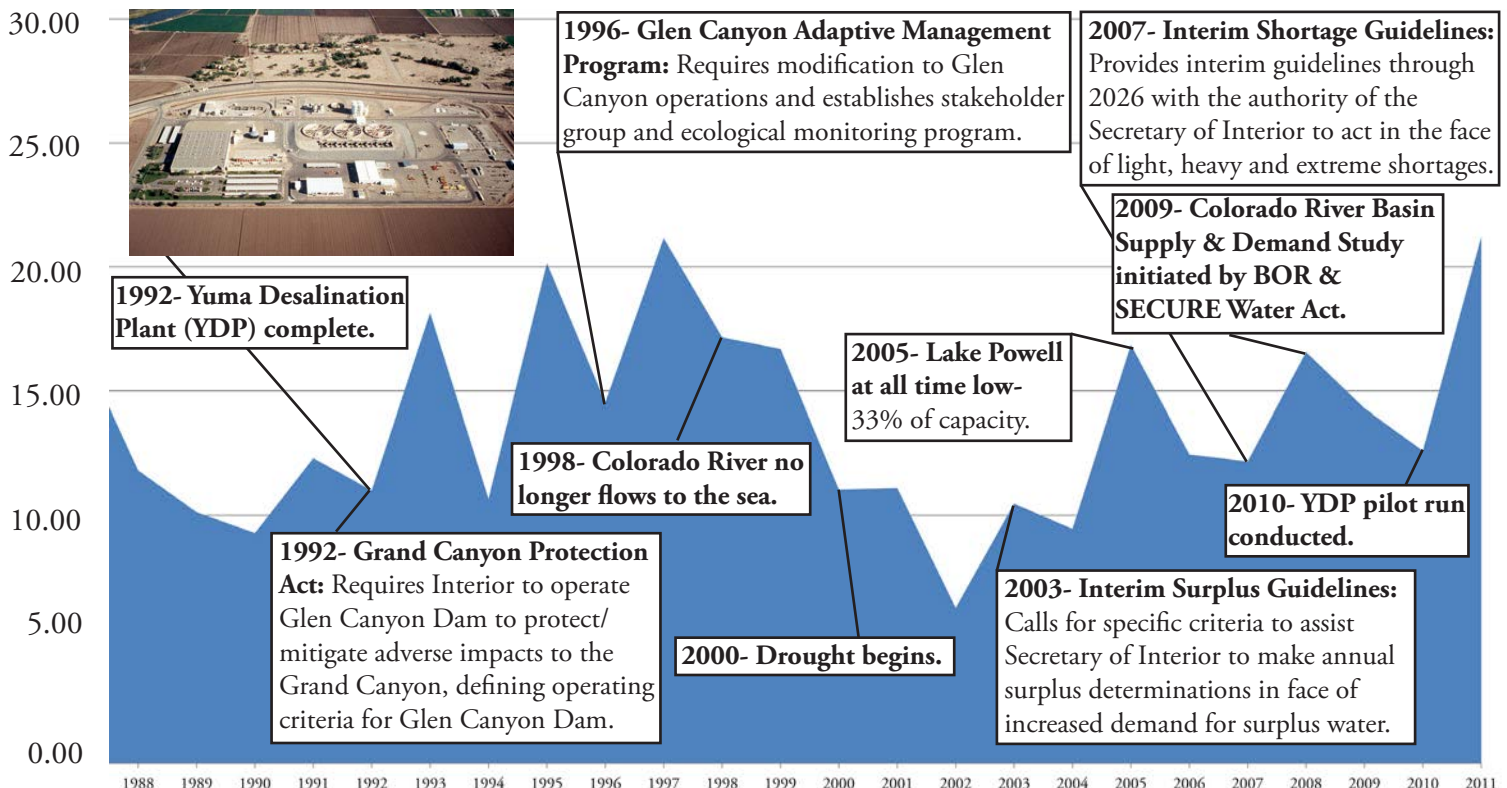 30.00
25.00
20.00
15.00
10.00
5.00
0.00
1992- Yuma Desalination
Plant (YDP) complete.
1992- Grand Canyon Protection
Act: Requires Interior to operate
Glen Canyon Dam to protect/
mitigate adverse impacts to the
Grand Canyon, defining operating
criteria for Glen Canyon Dam.
1996- Glen Canyon Adaptive Management
Program: Requires modification to Glen
Canyon operations and establishes stakeholder
group and ecological monitoring program.
1998- Colorado River no
longer flows to the sea.
2000- Drought begins.
2003- Interim Surplus Guidelines:
Calls for specific criteria to assist
Secretary of Interior to make annual
surplus determinations in face of
increased demand for surplus water.
2005- Lake Powell
at all time low-
33% of capacity.
2007- Interim Shortage Guidelines:
Provides interim guidelines through
2026 with the authority of the
Secretary of Interior to act in the face
of light, heavy and extreme shortages.
2009- Colorado River Basin
Supply & Demand Study
initiated by BOR &
SECURE Water Act.
2010- YDP pilot run
conducted.
1988 1989 1990 1991 1992 1993 1994 1995 1996 1997 1998 1999 2000 2001 2002 2003 2004 2005 2006 2007 2008 2009 2010 2011